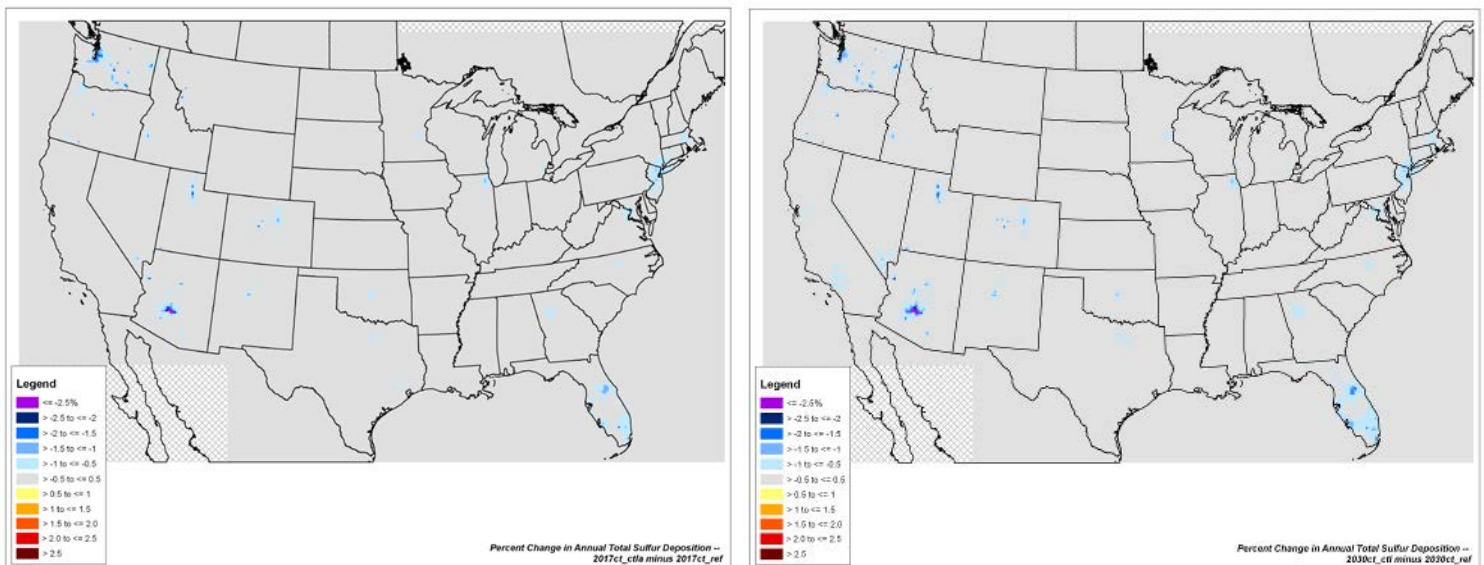 Legend
<= -2.5%
> -2.5 to <= -2
> -2 to <= -1.5
> -1.5 to <= -1
> -1 to <= -0.5
> -0.5 to <= 0.5
> 0.5 to <= 1
> 1 to <= 1.5
> 1.5 to <= 2.0
> 2.0 to <= 2.5
> 2.5
Percent Change in Annual Total Sulfur Deposition --
2017ct_ctla minus 2017ct_ref
Legend
<= -2.5%
> -2.5 to <= -2
> -2 to <= -1.5
> -1.5 to <= -1
> -1 to <= -0.5
> -0.5 to <= 0.5
> 0.5 to <= 1
> 1 to <= 1.5
> 1.5 to <= 2.0
> 2.0 to <= 2.5
> 2.5
Percent Change in Annual Total Sulfur Deposition --
2030ct_ctl minus 2030ct_ref